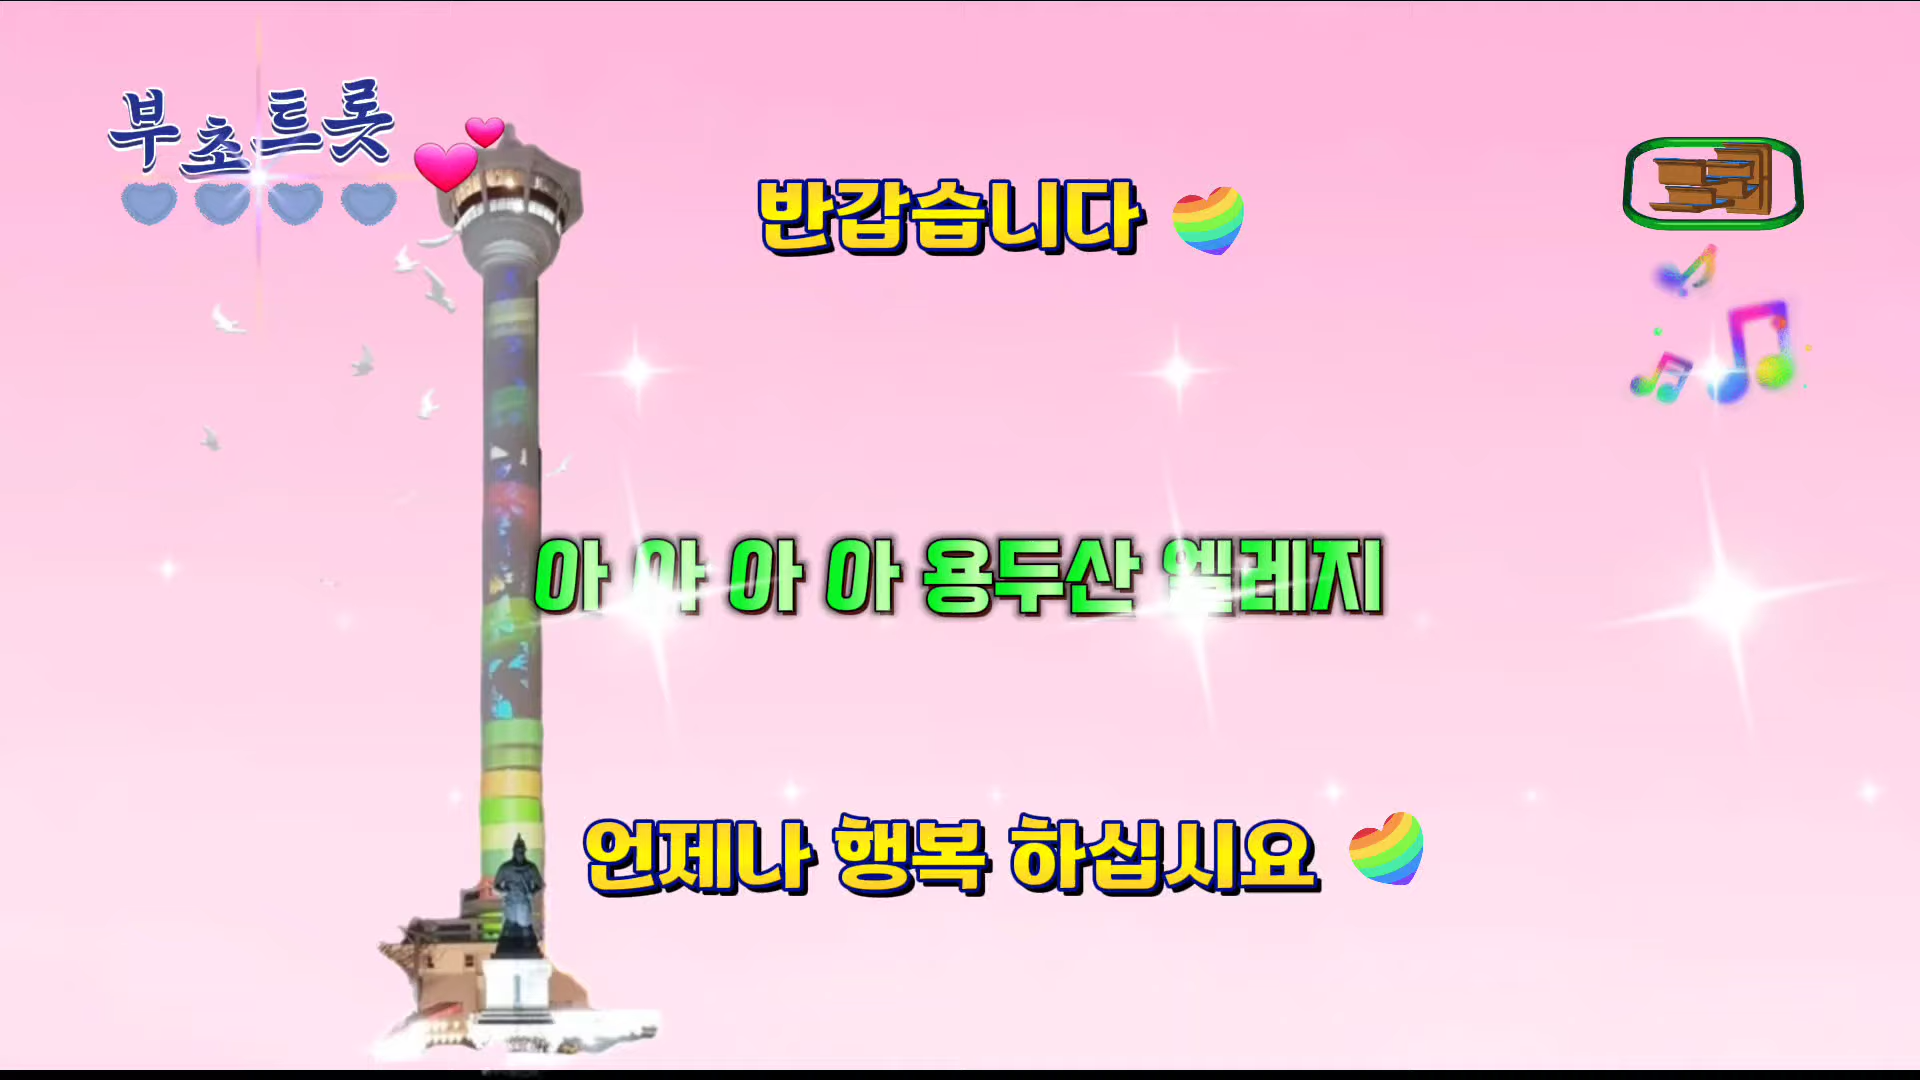 부초트롯
반갑습니다
아 아 아 아 용두산 엘레지
언제나 행복 하십시요